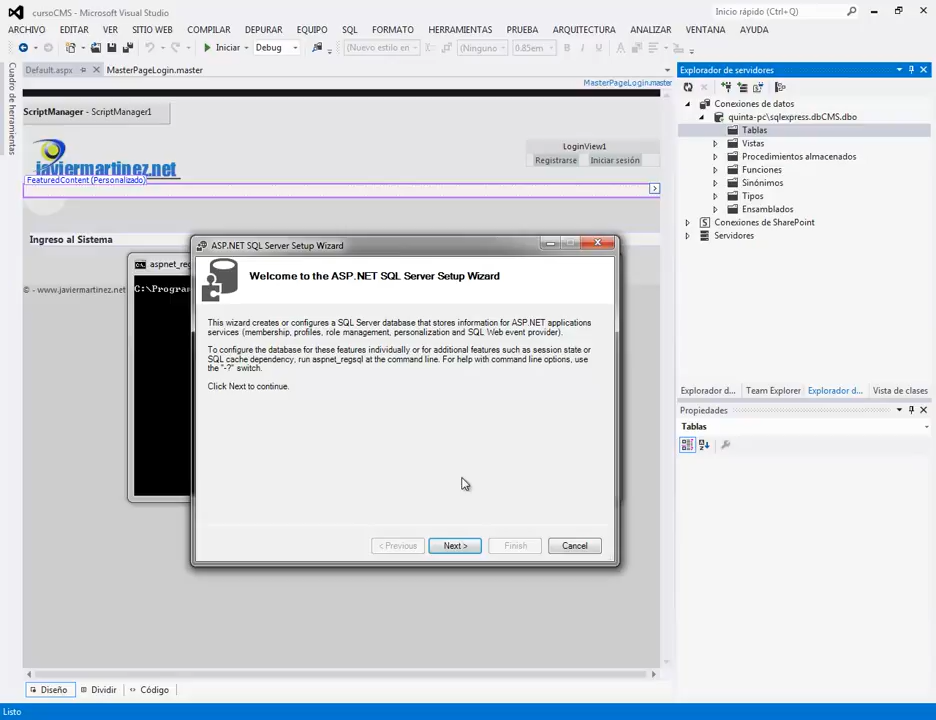 cursoCMS - Microsoft Visual Studio
Inicio rápido (Ctrl+Q)
ARCHIVO EDITAR VER SITIO WEB COMPILAR DEPURAR EQUIPO SQL FORMATO HERRAMIENTAS PRUEBA ARQUITECTURA ANALIZAR VENTANA AYUDA
Iniciar Debug (Nuevo estilo en (Ninguno 0.85em B I U A
Cuadro de herramientas
Default.aspx MasterPageLogin.master
MasterPageLogin.master
ScriptManager - ScriptManager1
javiermartinez.net
LoginView1
Registrarse Iniciar sesión
FeaturedContent (Personalizado)
Ingreso al Sistema
© - www.javiermartinez.net
aspnet_reg
C:\Program
ASP.NET SQL Server Setup Wizard
Welcome to the ASP.NET SQL Server Setup Wizard
This wizard creates or configures a SQL Server database that stores information for ASP.NET applications
services (membership, profiles, role management, personalization and SQL Web event provider).
To configure the database for these features individually or for additional features such as session state or
SQL cache dependency, run aspnet_regsql at the command line. For help with command line options, use
the "-?" switch.
Click Next to continue.
< Previous Next > Finish Cancel
Diseño Dividir Código
Listo
Explorador de servidores
Conexiones de datos
quinta-pc\sqlexpress.dbCMS.dbo
Tablas
Vistas
Procedimientos almacenados
Funciones
Sinónimos
Tipos
Ensamblados
Conexiones de SharePoint
Servidores
Explorador d... Team Explorer Explorador d... Vista de clases
Propiedades
Tablas